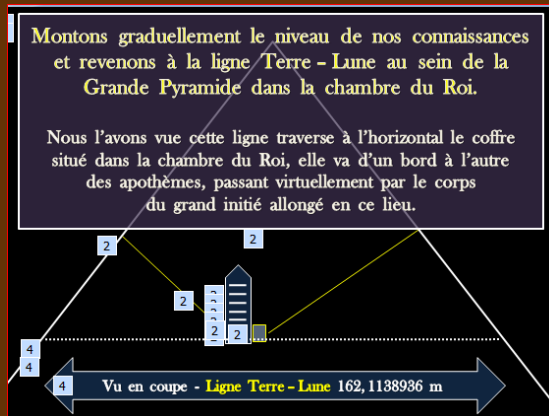 Montons graduellement le niveau de nos connaissances
et revenons à la ligne Terre – Lune au sein de la
Grande Pyramide dans la chambre du Roi.
Nous l'avons vue cette ligne traverse à l'horizontal le coffre
situé dans la chambre du Roi, elle va d'un bord à l'autre
des apothèmes, passant virtuellement par le corps
du grand initié allongé en ce lieu.
2
2
2
2
2
4
4
4
Vu en coupe - Ligne Terre – Lune 162,1138936 m